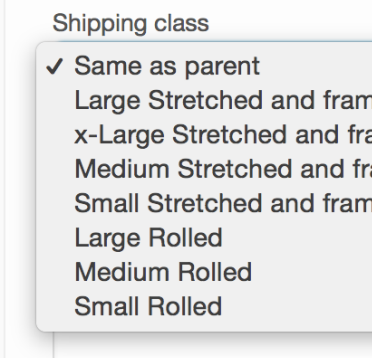 Shipping class
✓ Same as parent
Large Stretched and fram
x-Large Stretched and fra
Medium Stretched and fra
Small Stretched and fram
Large Rolled
Medium Rolled
Small Rolled